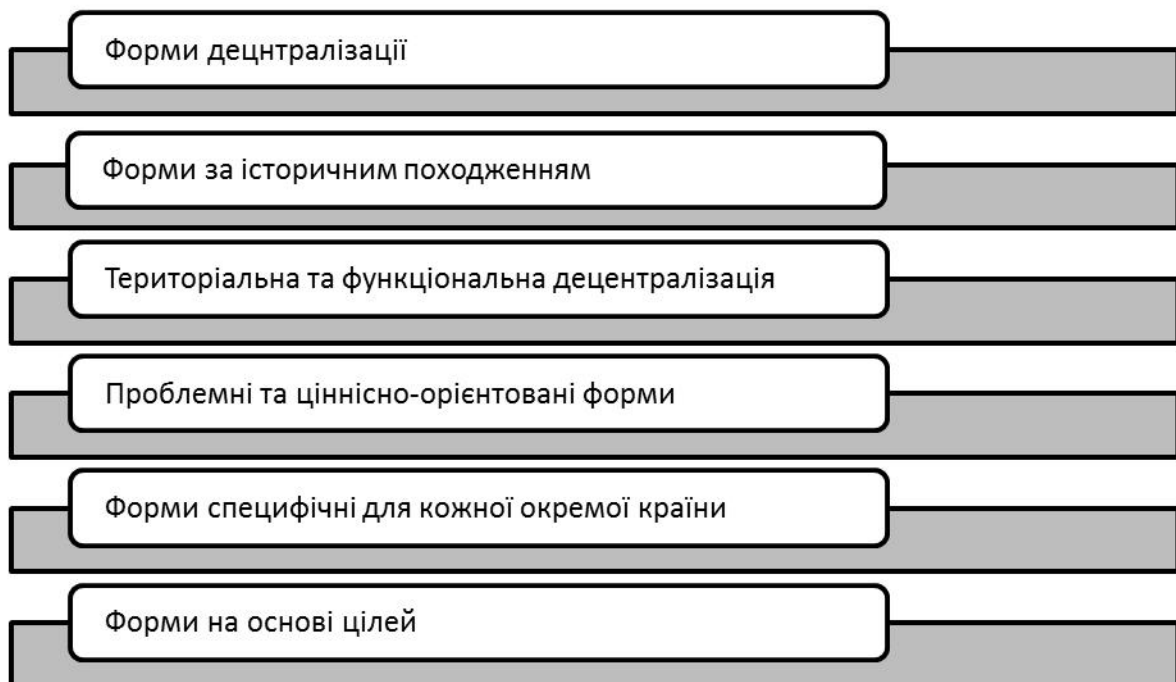 Форми децнтралізації
Форми за історичним походженням
Територіальна та функціональна децентралізація
Проблемні та ціннісно-орієнтовані форми
Форми специфічні для кожної окремої країни
Форми на основі цілей